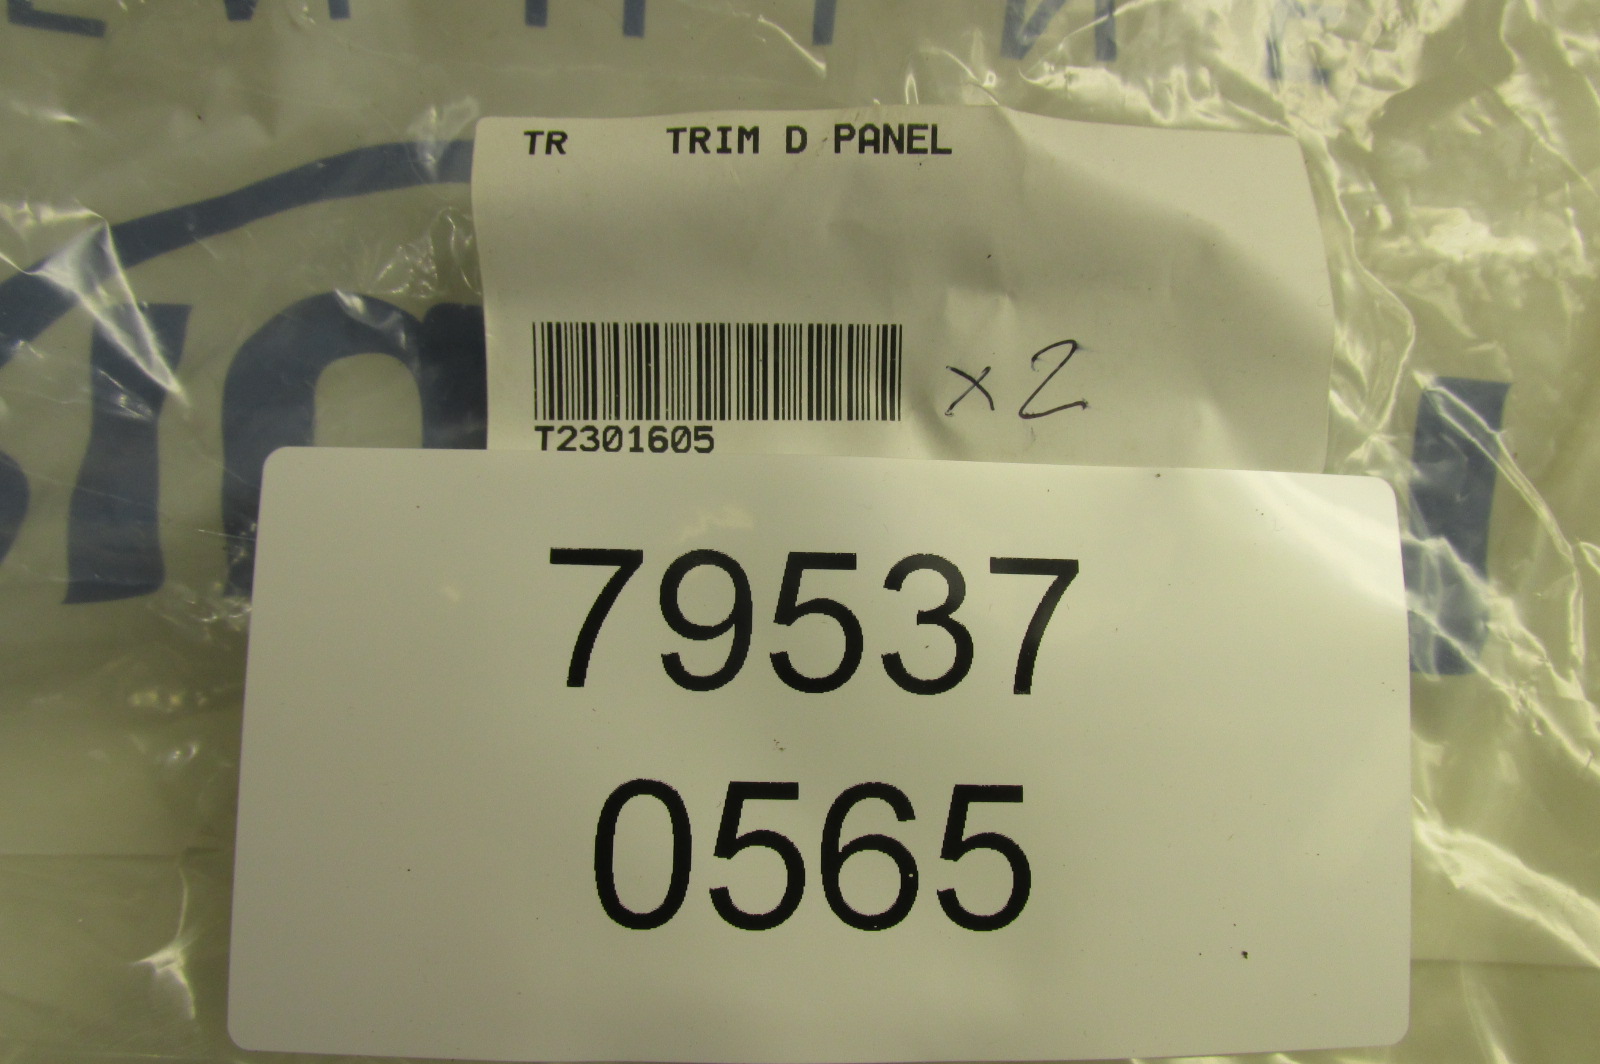 TR TRIM D PANEL
x2
T2301605
79537
0565